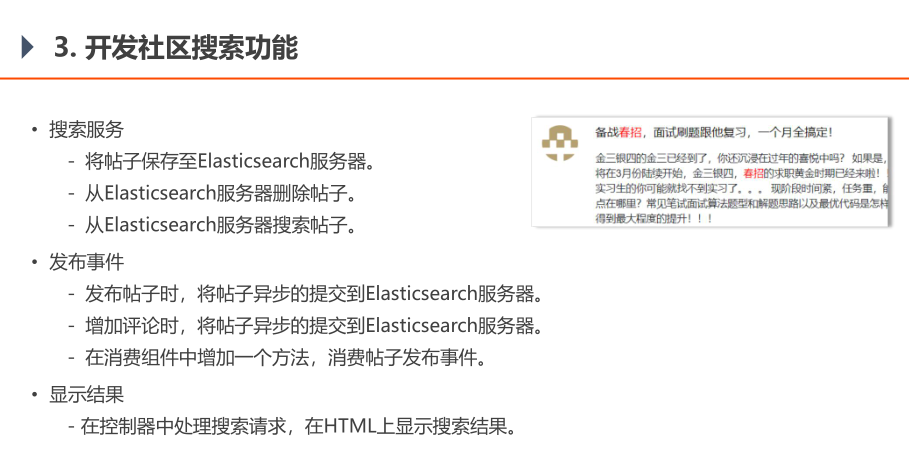 3. 开发社区搜索功能
• 搜索服务
- 将帖子保存至Elasticsearch服务器。
- 从Elasticsearch服务器删除帖子。
- 从Elasticsearch服务器搜索帖子。
• 发布事件
- 发布帖子时，将帖子异步的提交到Elasticsearch服务器。
- 增加评论时，将帖子异步的提交到Elasticsearch服务器。
- 在消费组件中增加一个方法，消费帖子发布事件。
• 显示结果
- 在控制器中处理搜索请求，在HTML上显示搜索结果。
备战春招，面试刷题跟他复习，一个月全搞定！
金三银四的金三已经到了，你还沉浸在过年的喜悦中吗？ 如果是，
将在3月份陆续开始，金三银四，春招的求职黄金时期已经来啦！
实习生的你可能就找不到实习了。。。 现阶段时间紧，任务重，能
点在哪里？常见笔试面试算法题型和解题思路以及最优代码是怎样
得到最大程度的提升！！！